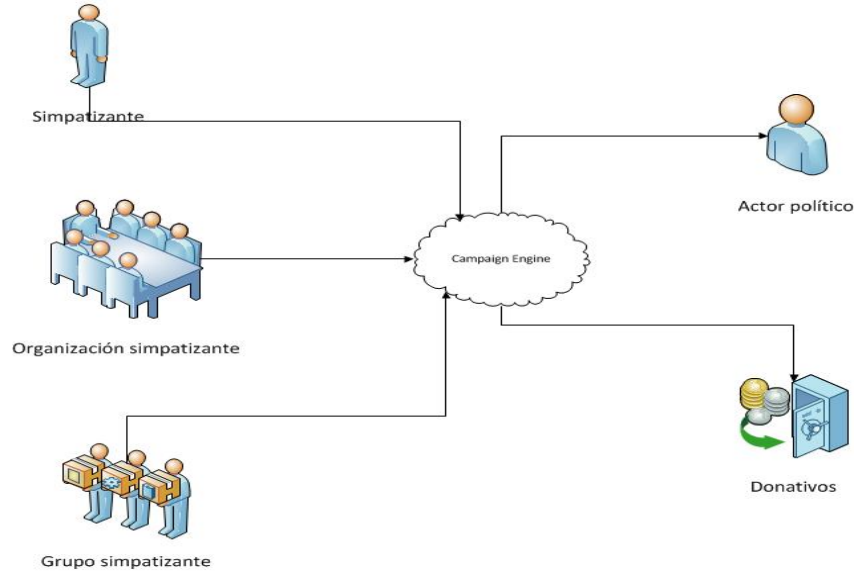 Simpatizante
Actor político
Campaign Engine
Organización simpatizante
Donativos
Grupo simpatizante